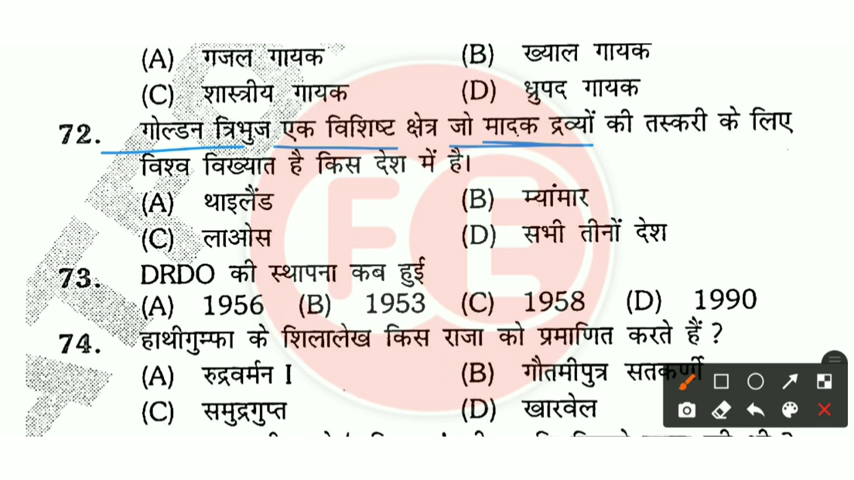 (A) गजल गायक (B) ख्याल गायक
(C) शास्त्रीय गायक (D) ध्रुपद गायक
72. गोल्डन त्रिभुज एक विशिष्ट क्षेत्र जो मादक द्रव्यों की तस्करी के लिए
विश्व विख्यात है किस देश में है।
(A) थाइलैंड (B) म्यांमार
(C) लाओस (D) सभी तीनों देश
73. DRDO की स्थापना कब हुई
(A) 1956 (B) 1953 (C) 1958 (D) 1990
74. हाथीगुम्फा के शिलालेख किस राजा को प्रमाणित करते हैं ?
(A) रुद्रवर्मन I (B) गौतमीपुत्र सतकर्णी
(C) समुद्रगुप्त (D) खारवेल